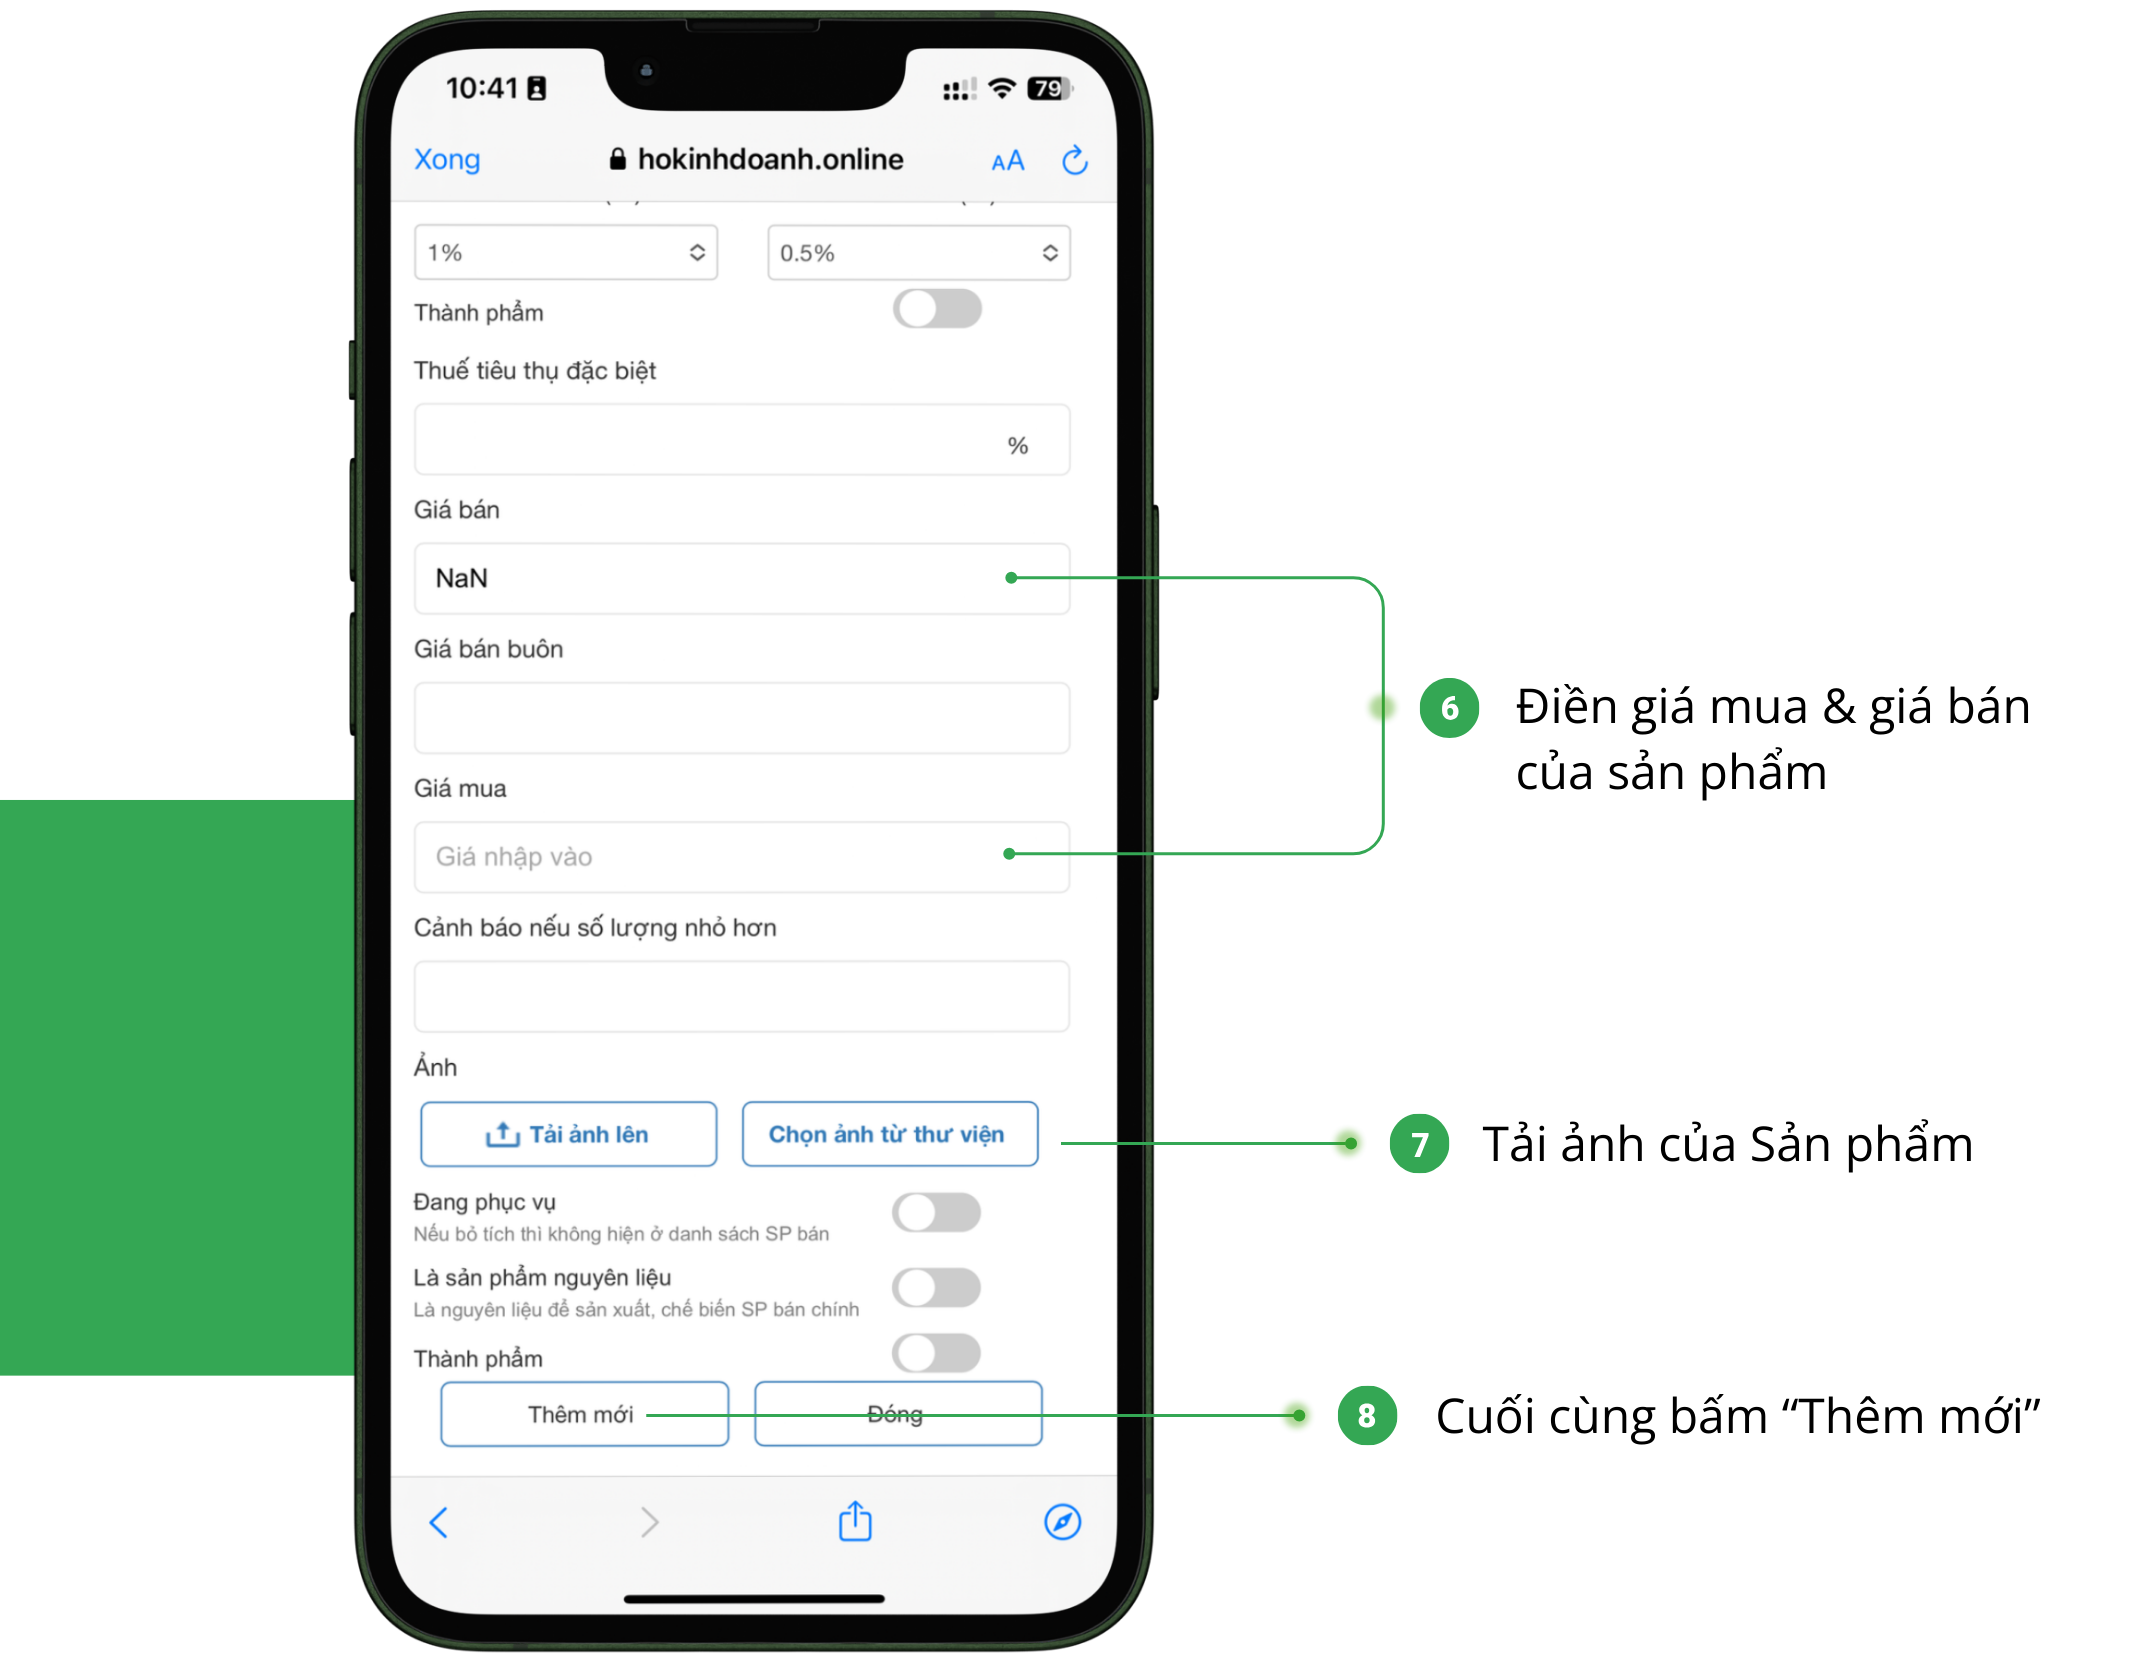 10:41
79
Xong
hokinhdoanh.online
AA
1%
0.5%
Thành phẩm
Thuế tiêu thụ đặc biệt
%
Giá bán
NaN
Giá bán buôn
Giá mua
Giá nhập vào
Cảnh báo nếu số lượng nhỏ hơn
Ảnh
Tải ảnh lên
Chọn ảnh từ thư viện
Đang phục vụ
Nếu bỏ tích thì không hiện ở danh sách SP bán
Là sản phẩm nguyên liệu
Là nguyên liệu để sản xuất, chế biến SP bán chính
Thành phẩm
Thêm mới
Đóng
6
Điền giá mua & giá bán
của sản phẩm
7
Tải ảnh của Sản phẩm
8
Cuối cùng bấm “Thêm mới”